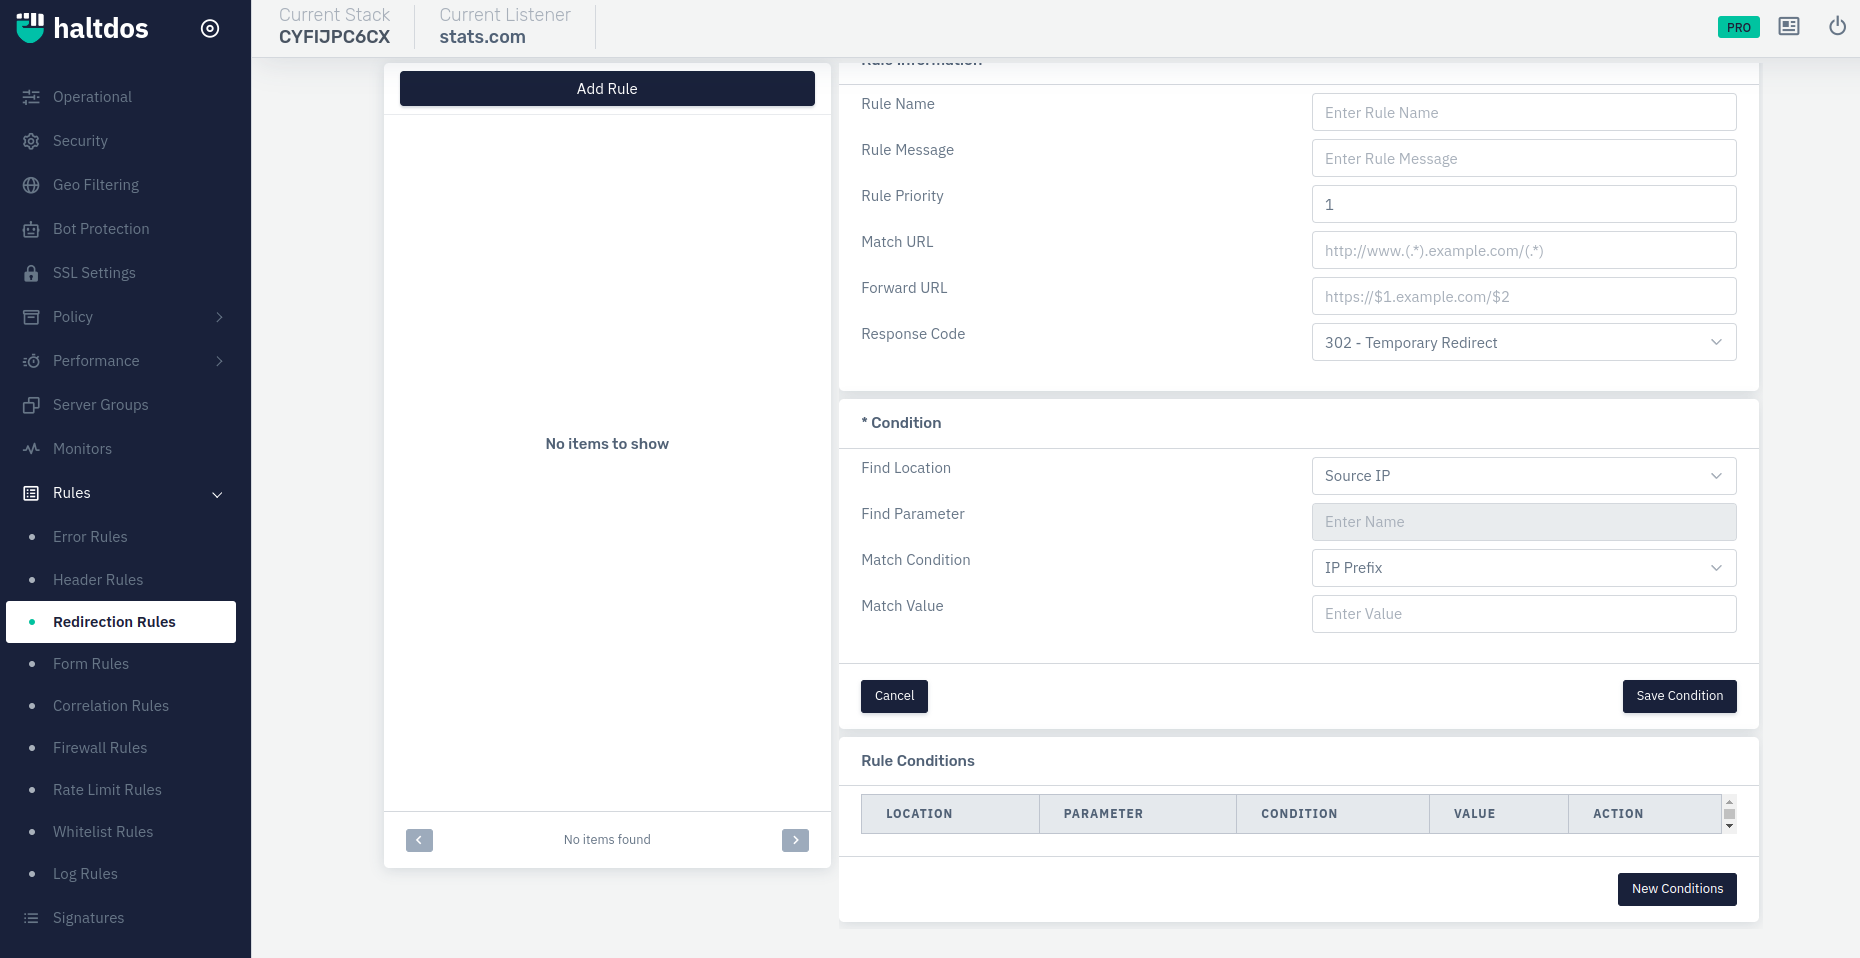 haltdos
Current Stack
CYFIJPC6CX
Current Listener
stats.com
PRO
Operational
Security
Geo Filtering
Bot Protection
SSL Settings
Policy
Performance
Server Groups
Monitors
Rules
Error Rules
Header Rules
Redirection Rules
Form Rules
Correlation Rules
Firewall Rules
Rate Limit Rules
Whitelist Rules
Log Rules
Signatures
Add Rule
No items to show
No items found
Rule Information
Rule Name
Enter Rule Name
Rule Message
Enter Rule Message
Rule Priority
1
Match URL
http://www.(.*).example.com/(.*)
Forward URL
https://$1.example.com/$2
Response Code
302 - Temporary Redirect
* Condition
Find Location
Source IP
Find Parameter
Enter Name
Match Condition
IP Prefix
Match Value
Enter Value
Cancel
Save Condition
Rule Conditions
LOCATION PARAMETER CONDITION VALUE ACTION
New Conditions